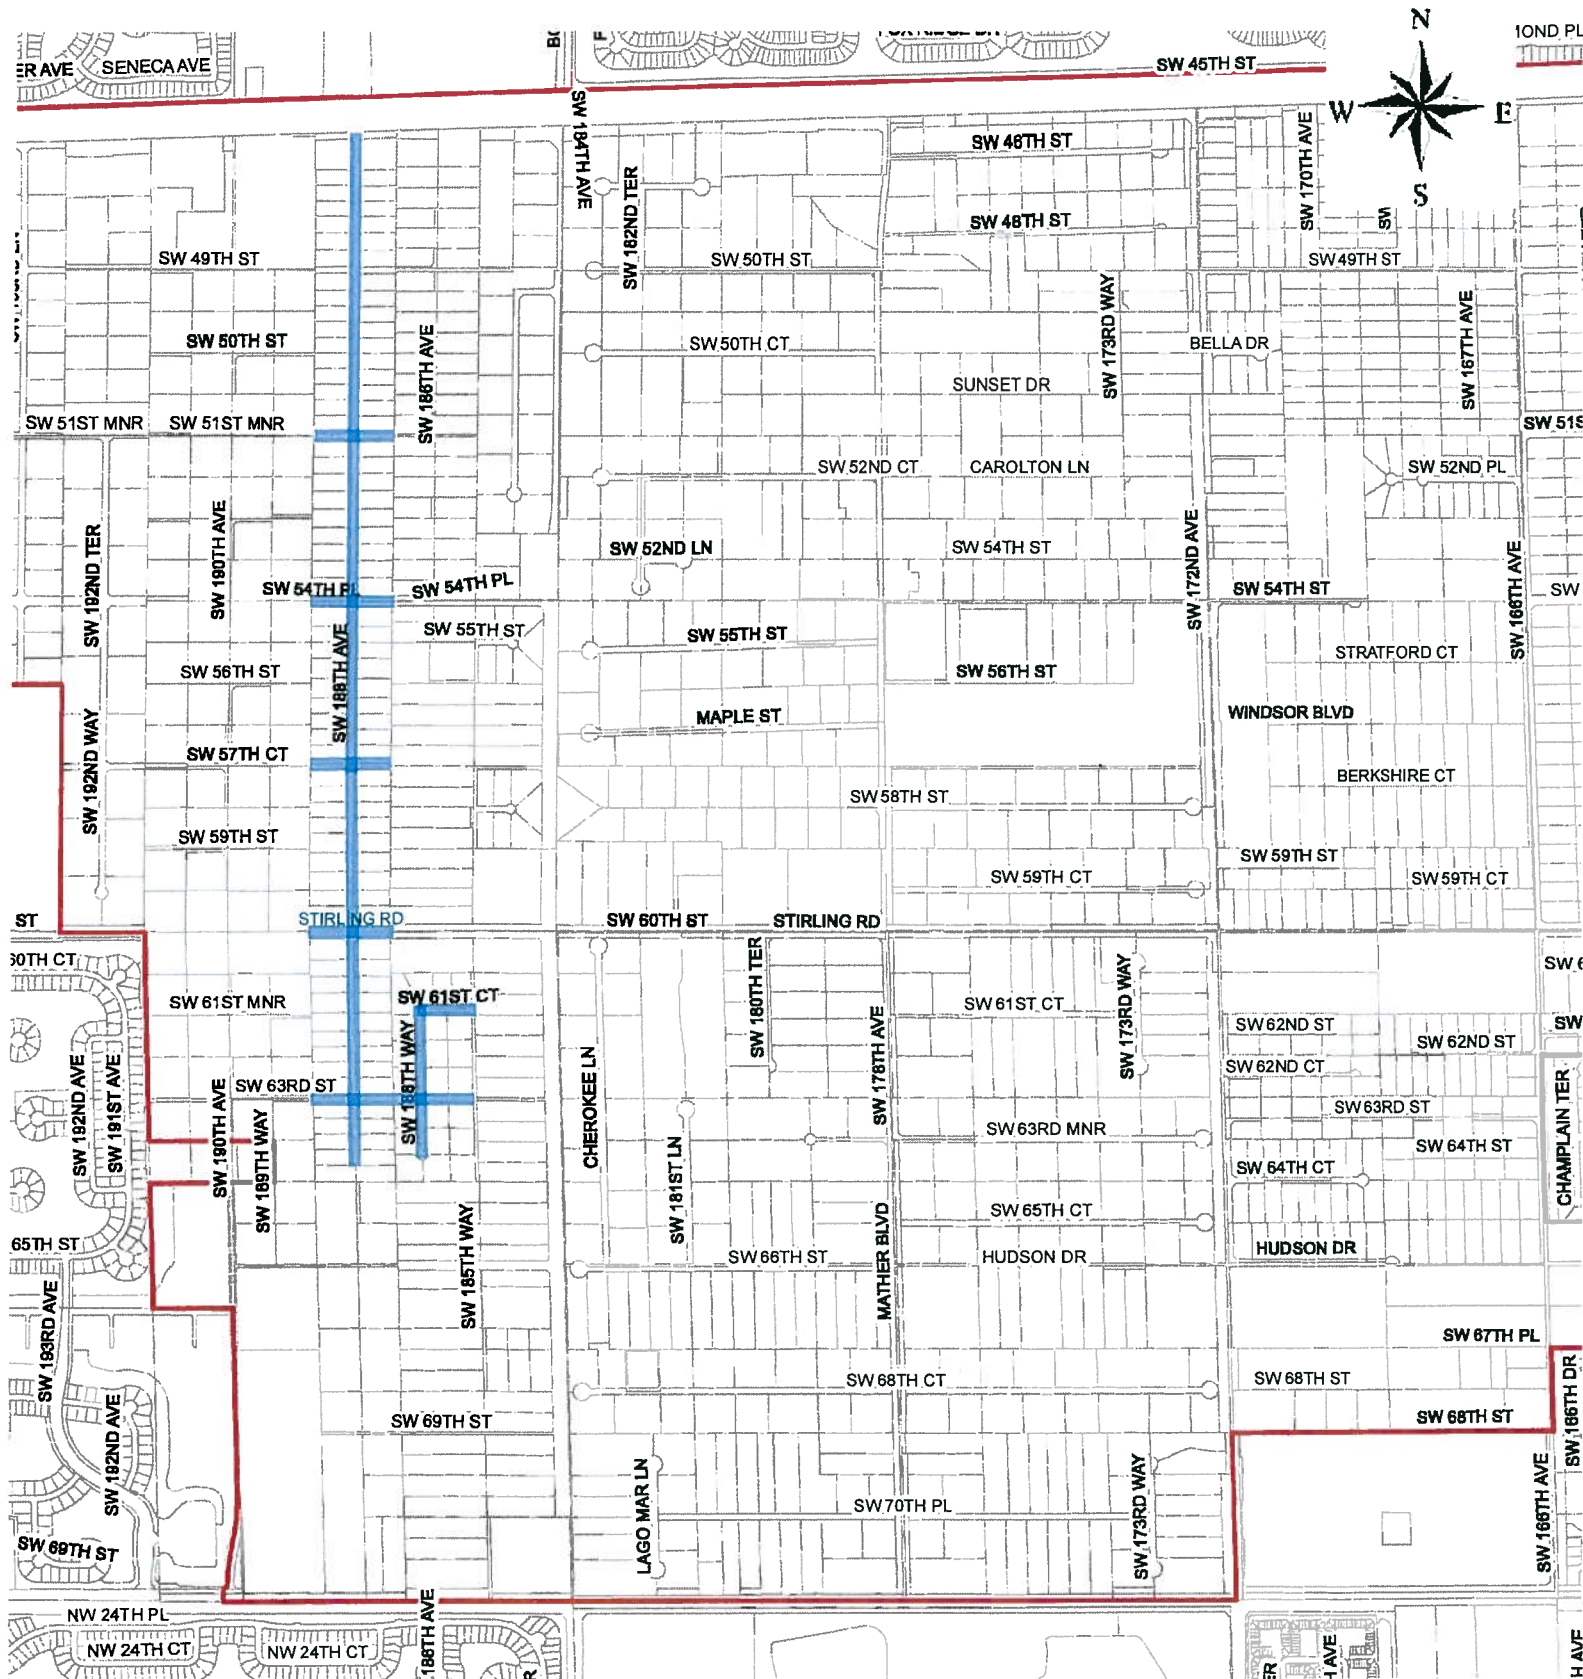 N
W
E
S
SENECA AVE
SW 45TH ST
SW 184TH AVE
SW 182ND TER
SW 46TH ST
SW 48TH ST
SW 170TH AVE
SW
SW 49TH ST
SW 50TH ST
SW 49TH ST
SW 50TH ST
SW 186TH AVE
SW 50TH CT
SW 173RD WAY
BELLA DR
SW 167TH AVE
SUNSET DR
SW 51ST MNR
SW 51ST MNR
SW 52ND CT
CAROLTON LN
SW 52ND PL
SW 192ND TER
SW 190TH AVE
SW 52ND LN
SW 54TH ST
SW 172ND AVE
SW 166TH AVE
SW 54TH PL
SW 54TH PL
SW 54TH ST
SW
SW 188TH AVE
SW 55TH ST
SW 55TH ST
SW 56TH ST
SW 56TH ST
STRATFORD CT
MAPLE ST
WINDSOR BLVD
SW 192ND WAY
SW 57TH CT
BERKSHIRE CT
SW 58TH ST
SW 59TH ST
SW 59TH ST
SW 59TH CT
SW 59TH CT
ST
STIRLING RD
SW 60TH ST
STIRLING RD
60TH CT
SW 61ST MNR
SW 61ST CT
SW 180TH TER
SW 178TH AVE
SW 61ST CT
SW 173RD WAY
SW 62ND ST
SW 62ND ST
SW
SW 62ND CT
SW 192ND AVE
SW 191ST AVE
SW 190TH AVE
SW 63RD ST
SW 189TH WAY
SW 188TH WAY
CHEROKEE LN
SW 181ST LN
SW 63RD ST
SW 63RD MNR
SW 64TH ST
SW 64TH CT
CHAMPLAIN TER
65TH ST
SW 185TH WAY
SW 66TH ST
MATHER BLVD
SW 65TH CT
HUDSON DR
HUDSON DR
SW 193RD AVE
SW 67TH PL
SW 68TH CT
SW 68TH ST
SW 166TH DR
SW 192ND AVE
SW 69TH ST
SW 68TH ST
LAGO MAR LN
SW 70TH PL
SW 173RD WAY
SW 166TH AVE
SW 69TH ST
NW 24TH PL
NW 24TH CT
NW 24TH CT
186TH AVE